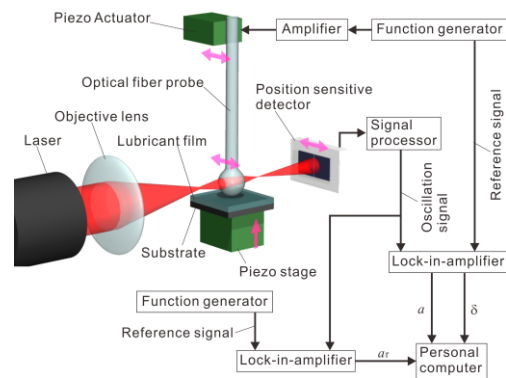 Piezo Actuator
Amplifier
Function generator
Optical fiber probe
Position sensitive
detector
Objective lens
Signal
processor
Laser
Lubricant film
Reference signal
Oscillation
signal
Substrate
Piezo stage
Lock-in-amplifier
Function generator
a
δ
Reference signal
Lock-in-amplifier
ar
Personal
computer